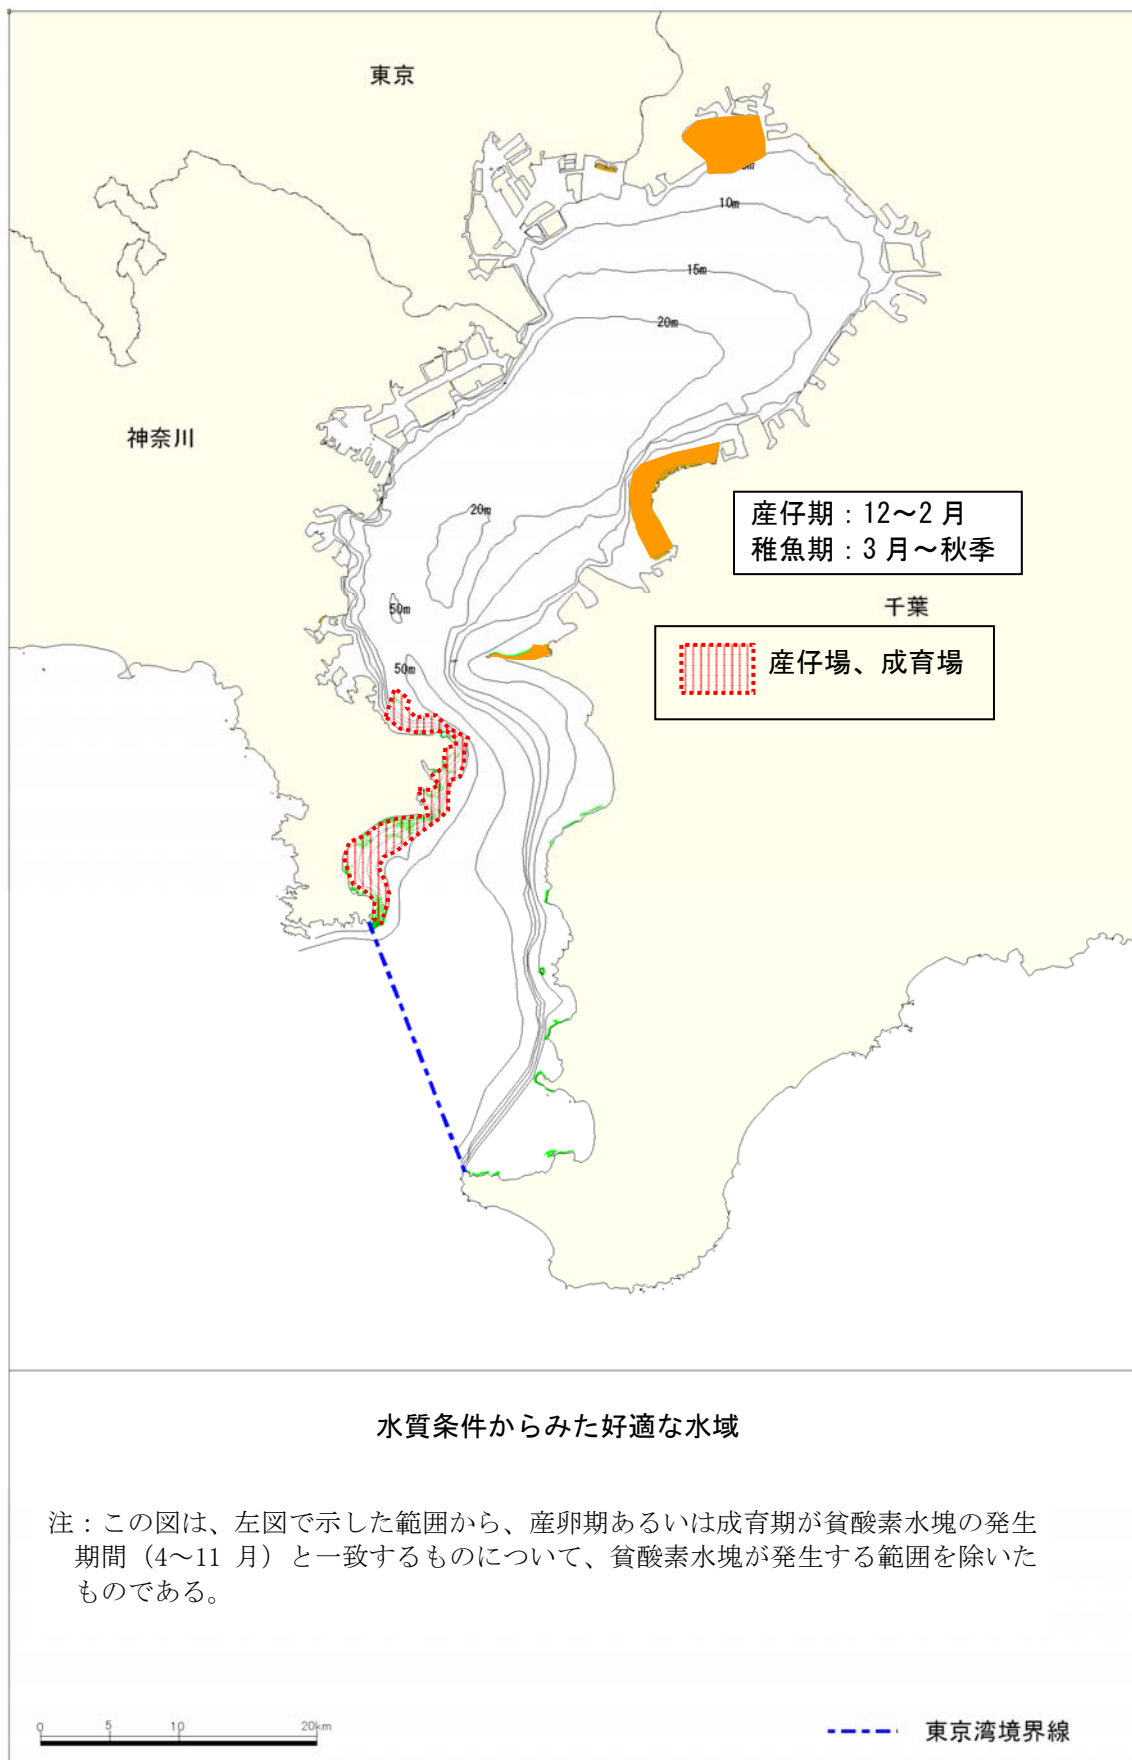 東京
5m
10m
15m
20m
神奈川
20m
産仔期：12～2 月
稚魚期：3 月～秋季
千葉
50m
50m
産仔場、成育場
水質条件からみた好適な水域
注：この図は、左図で示した範囲から、産卵期あるいは成育期が貧酸素水塊の発生
期間（4～11 月）と一致するものについて、貧酸素水塊が発生する範囲を除いた
ものである。
0 5 10 20km
東京湾境界線